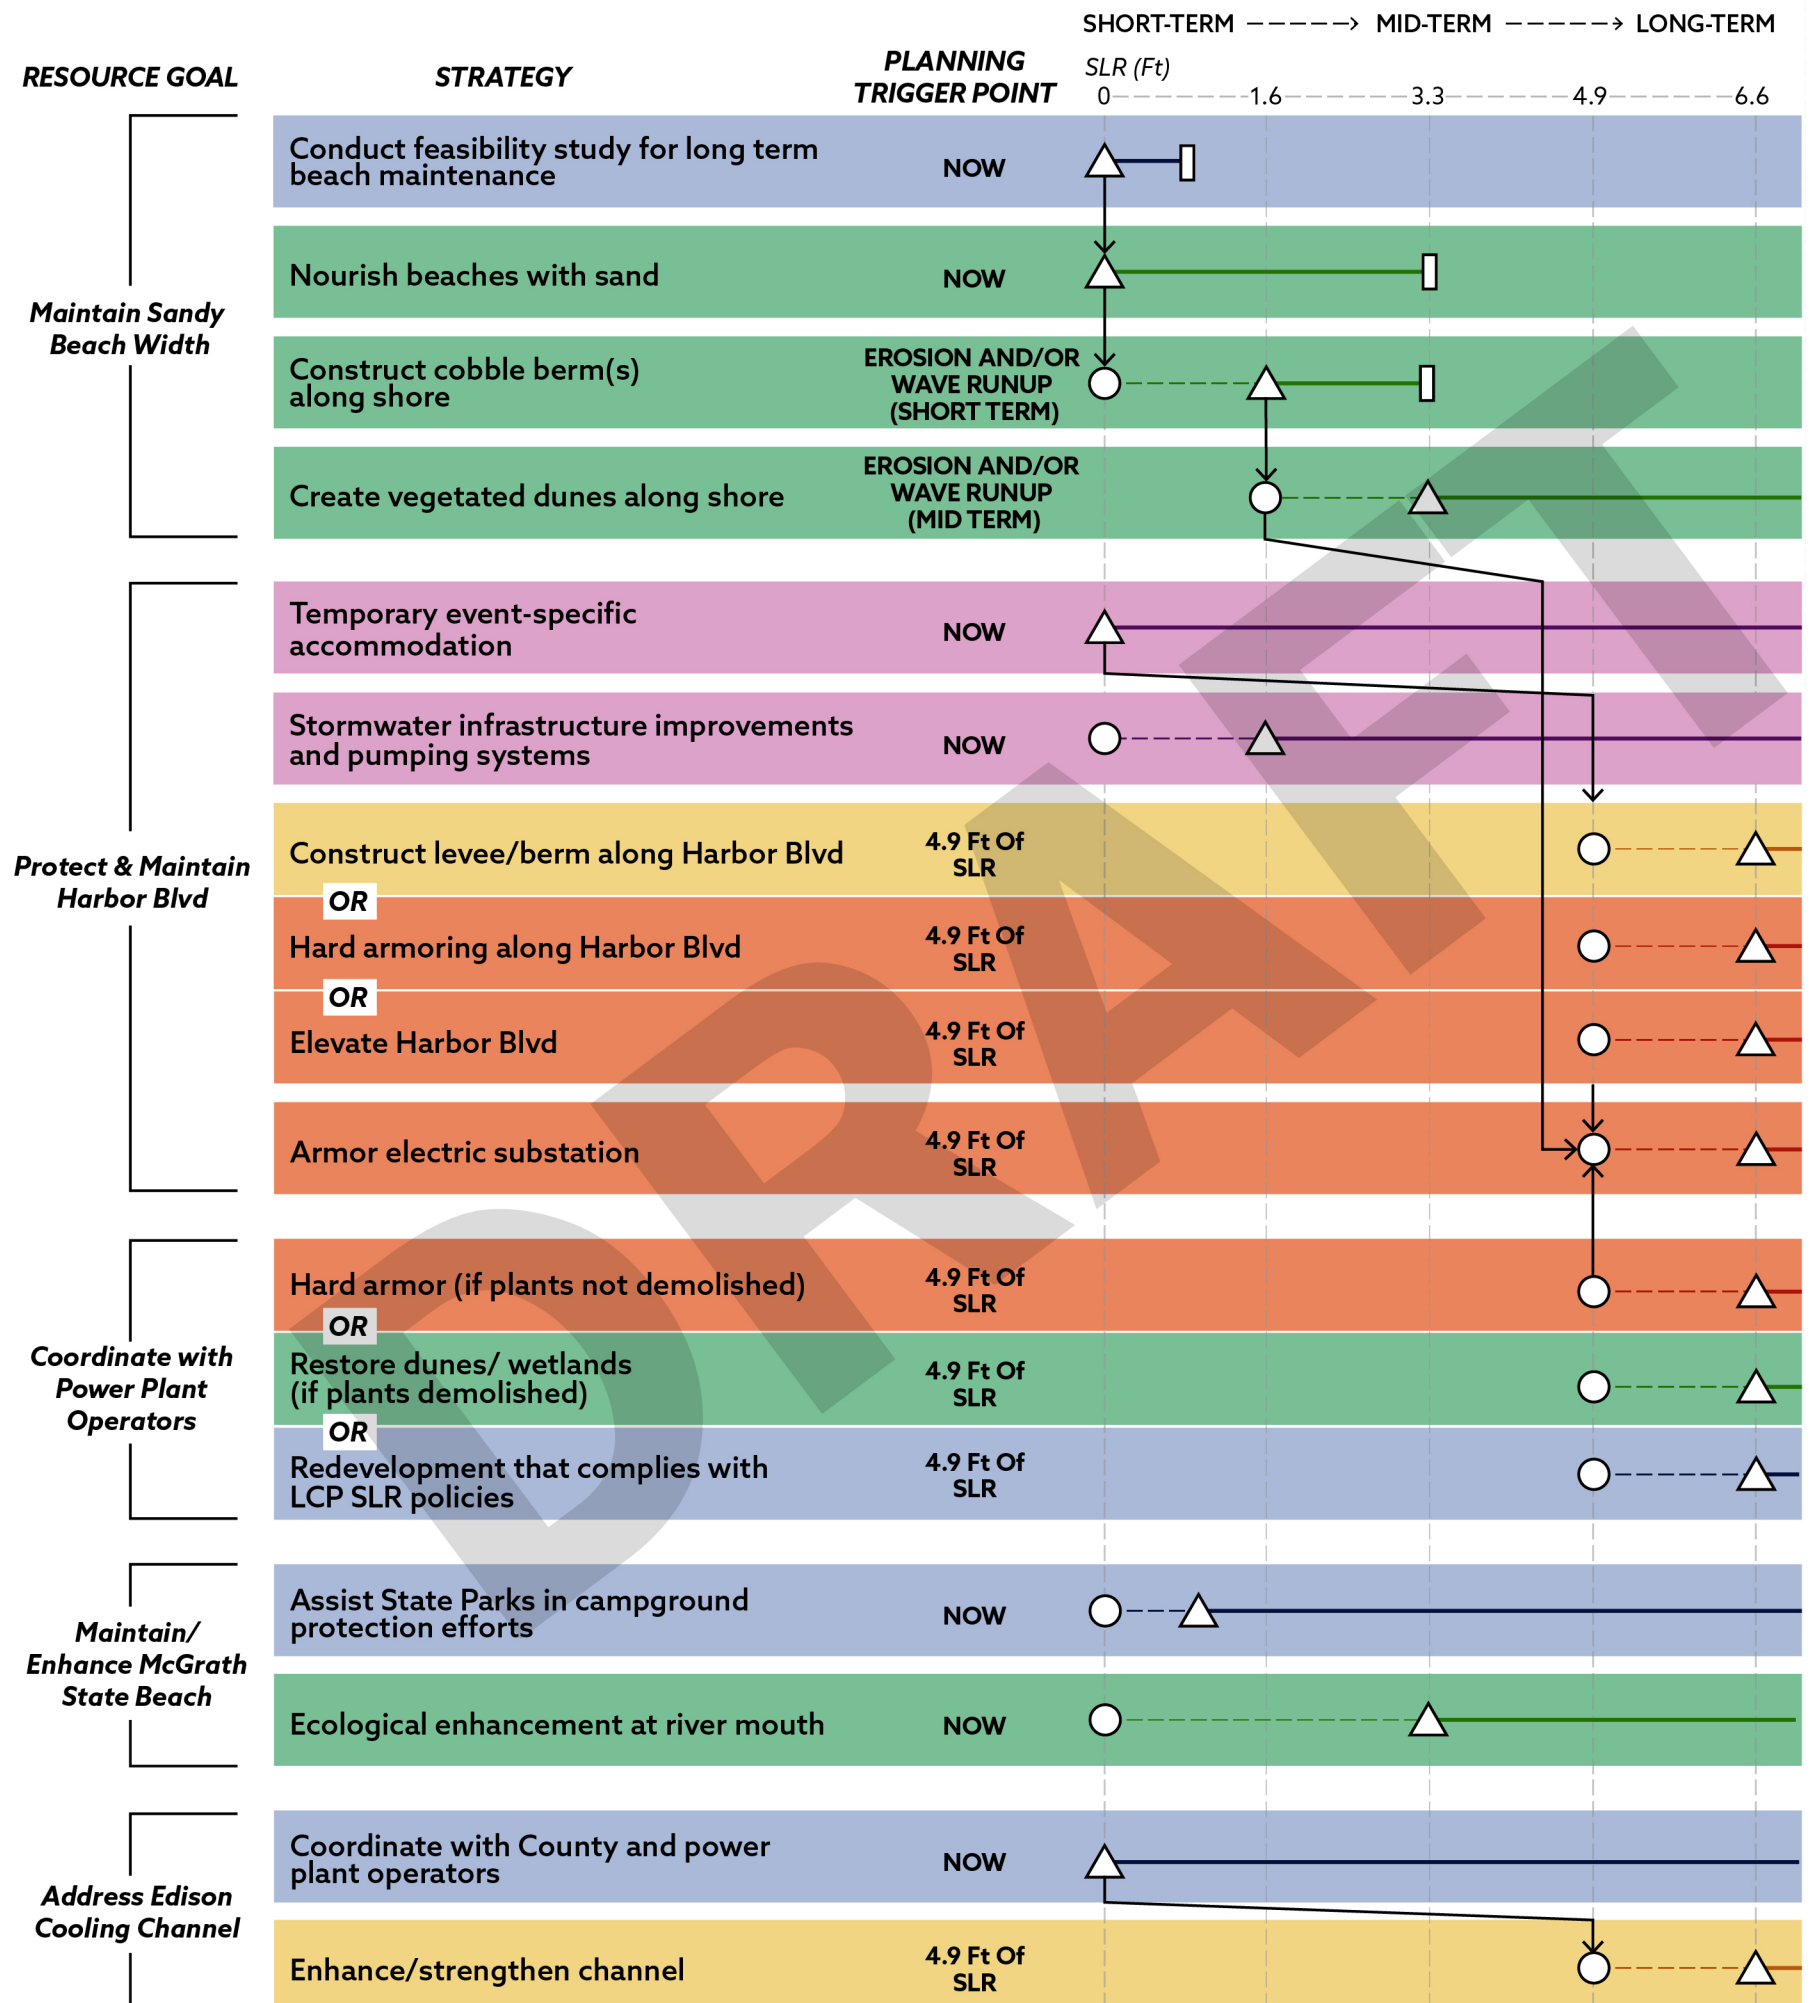 SHORT-TERM MID-TERM LONG-TERM
RESOURCE GOAL STRATEGY PLANNING TRIGGER POINT SLR (Ft)
0 1.6 3.3 4.9 6.6
Maintain Sandy
Beach Width
Conduct feasibility study for long term
beach maintenance
NOW
Nourish beaches with sand
NOW
Construct cobble berm(s)
along shore
EROSION AND/OR
WAVE RUNUP
(SHORT TERM)
Create vegetated dunes along shore
EROSION AND/OR
WAVE RUNUP
(MID TERM)
Protect & Maintain
Harbor Blvd
Temporary event-specific
accommodation
NOW
Stormwater infrastructure improvements
and pumping systems
NOW
Construct levee/berm along Harbor Blvd
4.9 Ft Of
SLR
OR
Hard armoring along Harbor Blvd
4.9 Ft Of
SLR
OR
Elevate Harbor Blvd
4.9 Ft Of
SLR
Armor electric substation
4.9 Ft Of
SLR
Coordinate with
Power Plant
Operators
Hard armor (if plants not demolished)
4.9 Ft Of
SLR
OR
Restore dunes/ wetlands
(if plants demolished)
4.9 Ft Of
SLR
OR
Redevelopment that complies with
LCP SLR policies
4.9 Ft Of
SLR
Maintain/
Enhance McGrath
State Beach
Assist State Parks in campground
protection efforts
NOW
Ecological enhancement at river mouth
NOW
Address Edison
Cooling Channel
Coordinate with County and power
plant operators
NOW
Enhance/strengthen channel
4.9 Ft Of
SLR
DRAFT